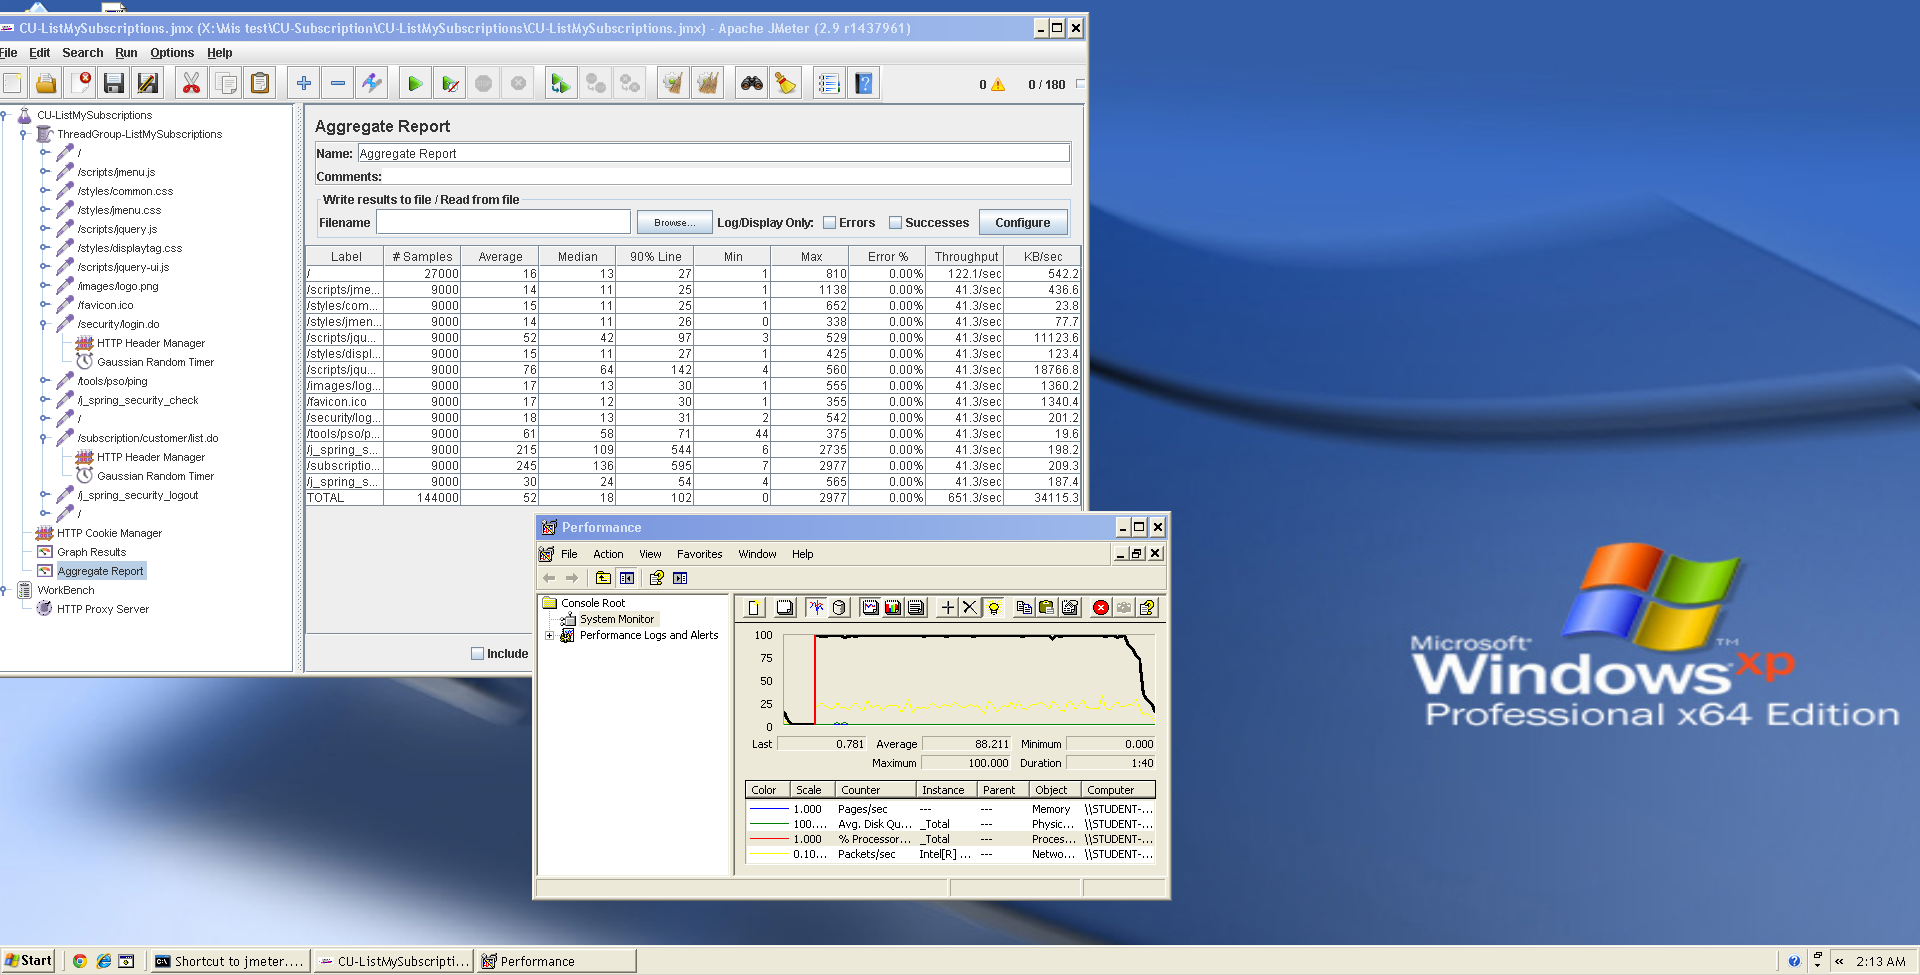 CU-ListMySubscriptions.jmx (X:\Mis test\CU-Subscription\CU-ListMySubscriptions\CU-ListMySubscriptions.jmx) - Apache JMeter (2.9 r1437961)
File Edit Search Run Options Help
0 0 / 180
CU-ListMySubscriptions
ThreadGroup-ListMySubscriptions
/
/scripts/jmenu.js
/styles/common.css
/styles/jmenu.css
/scripts/jquery.js
/styles/displaytag.css
/scripts/jquery-ui.js
/images/logo.png
/favicon.ico
/security/login.do
HTTP Header Manager
Gaussian Random Timer
/tools/pso/ping
/j_spring_security_check
/
/subscription/customer/list.do
HTTP Header Manager
Gaussian Random Timer
/j_spring_security_logout
/
HTTP Cookie Manager
Graph Results
Aggregate Report
WorkBench
HTTP Proxy Server
Aggregate Report
Name: Aggregate Report
Comments:
Write results to file / Read from file
Filename Browse... Log/Display Only: Errors Successes Configure
Label # Samples Average Median 90% Line Min Max Error % Throughput KB/sec
/ 27000 16 13 27 1 810 0.00% 122.1/sec 542.2
/scripts/jme... 9000 14 11 25 1 1138 0.00% 41.3/sec 436.6
/styles/com... 9000 15 11 25 1 652 0.00% 41.3/sec 23.8
/styles/jmen... 9000 14 11 26 0 338 0.00% 41.3/sec 77.7
/scripts/jqu... 9000 52 42 97 3 529 0.00% 41.3/sec 11123.6
/styles/displ... 9000 15 11 27 1 425 0.00% 41.3/sec 123.4
/scripts/jqu... 9000 76 64 142 4 560 0.00% 41.3/sec 18766.8
/images/log... 9000 17 13 30 1 555 0.00% 41.3/sec 1360.2
/favicon.ico 9000 17 12 30 1 355 0.00% 41.3/sec 1340.4
/security/log... 9000 18 13 31 2 542 0.00% 41.3/sec 201.2
/tools/pso/p... 9000 61 58 71 44 375 0.00% 41.3/sec 19.6
/j_spring_s... 9000 215 109 544 6 2735 0.00% 41.3/sec 198.2
/subscriptio... 9000 245 136 595 7 2977 0.00% 41.3/sec 209.3
/j_spring_s... 9000 30 24 54 4 565 0.00% 41.3/sec 187.4
TOTAL 144000 52 18 102 0 2977 0.00% 651.3/sec 34115.3
Include
Performance
File Action View Favorites Window Help
Console Root
System Monitor
Performance Logs and Alerts
100
75
50
25
0
Last 0.781 Average 88.211 Minimum 0.000
Maximum 100.000 Duration 1:40
Color Scale Counter Instance Parent Object Computer
1.000 Pages/sec --- --- Memory \\STUDENT-...
100.... Avg. Disk Qu... _Total --- Physic... \\STUDENT-...
1.000 % Processor... _Total --- Proces... \\STUDENT-...
0.10... Packets/sec Intel[R] ... --- Netwo... \\STUDENT-...
Microsoft
Windows xp ™
Professional x64 Edition
Start Shortcut to jmeter.... CU-ListMySubscripti... Performance « 2:13 AM